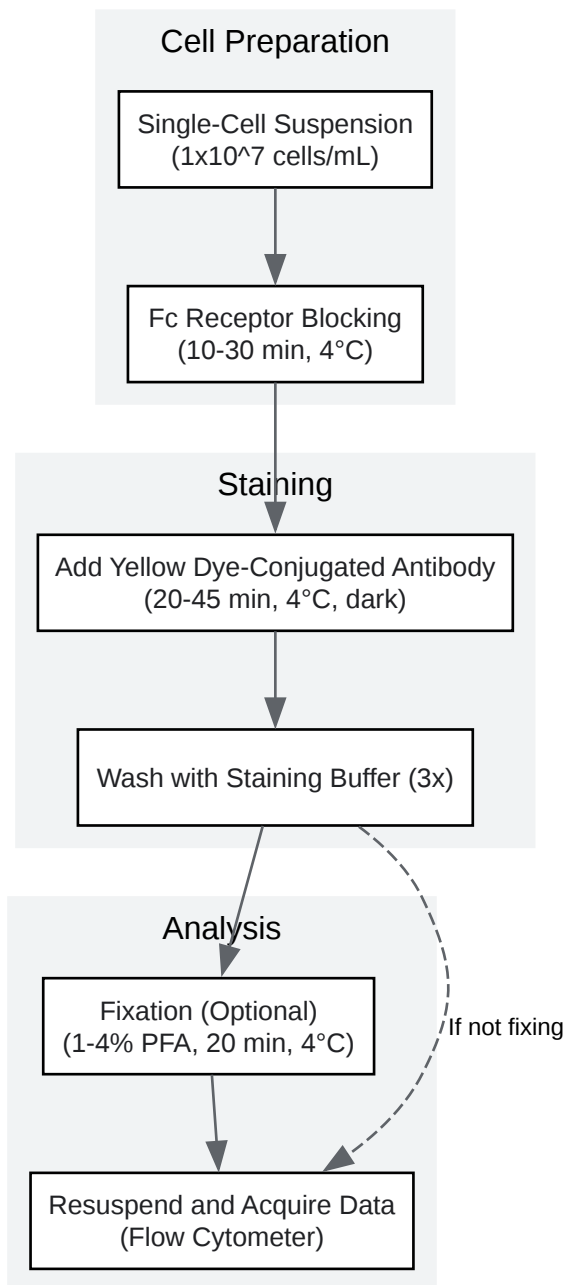 Cell Preparation
Single-Cell Suspension
(1x10^7 cells/mL)
Fc Receptor Blocking
(10-30 min, 4°C)
Staining
Add Yellow Dye-Conjugated Antibody
(20-45 min, 4°C, dark)
Wash with Staining Buffer (3x)
Analysis
Fixation (Optional)
(1-4% PFA, 20 min, 4°C)
If not fixing
Resuspend and Acquire Data
(Flow Cytometer)